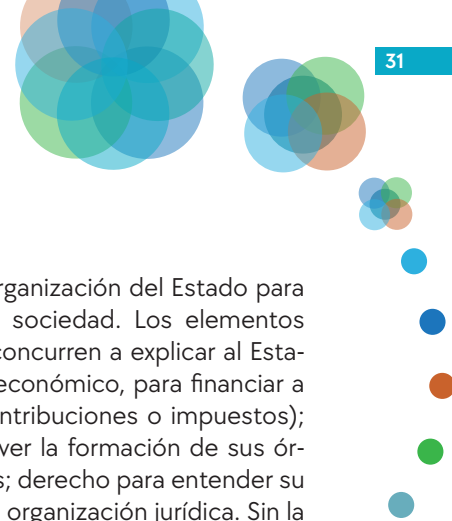 31
rganización del Estado para
sociedad. Los elementos
concurren a explicar al Esta-
económico, para financiar a
ntribuciones o impuestos);
ver la formación de sus ór-
s; derecho para entender su
organización jurídica. Sin la